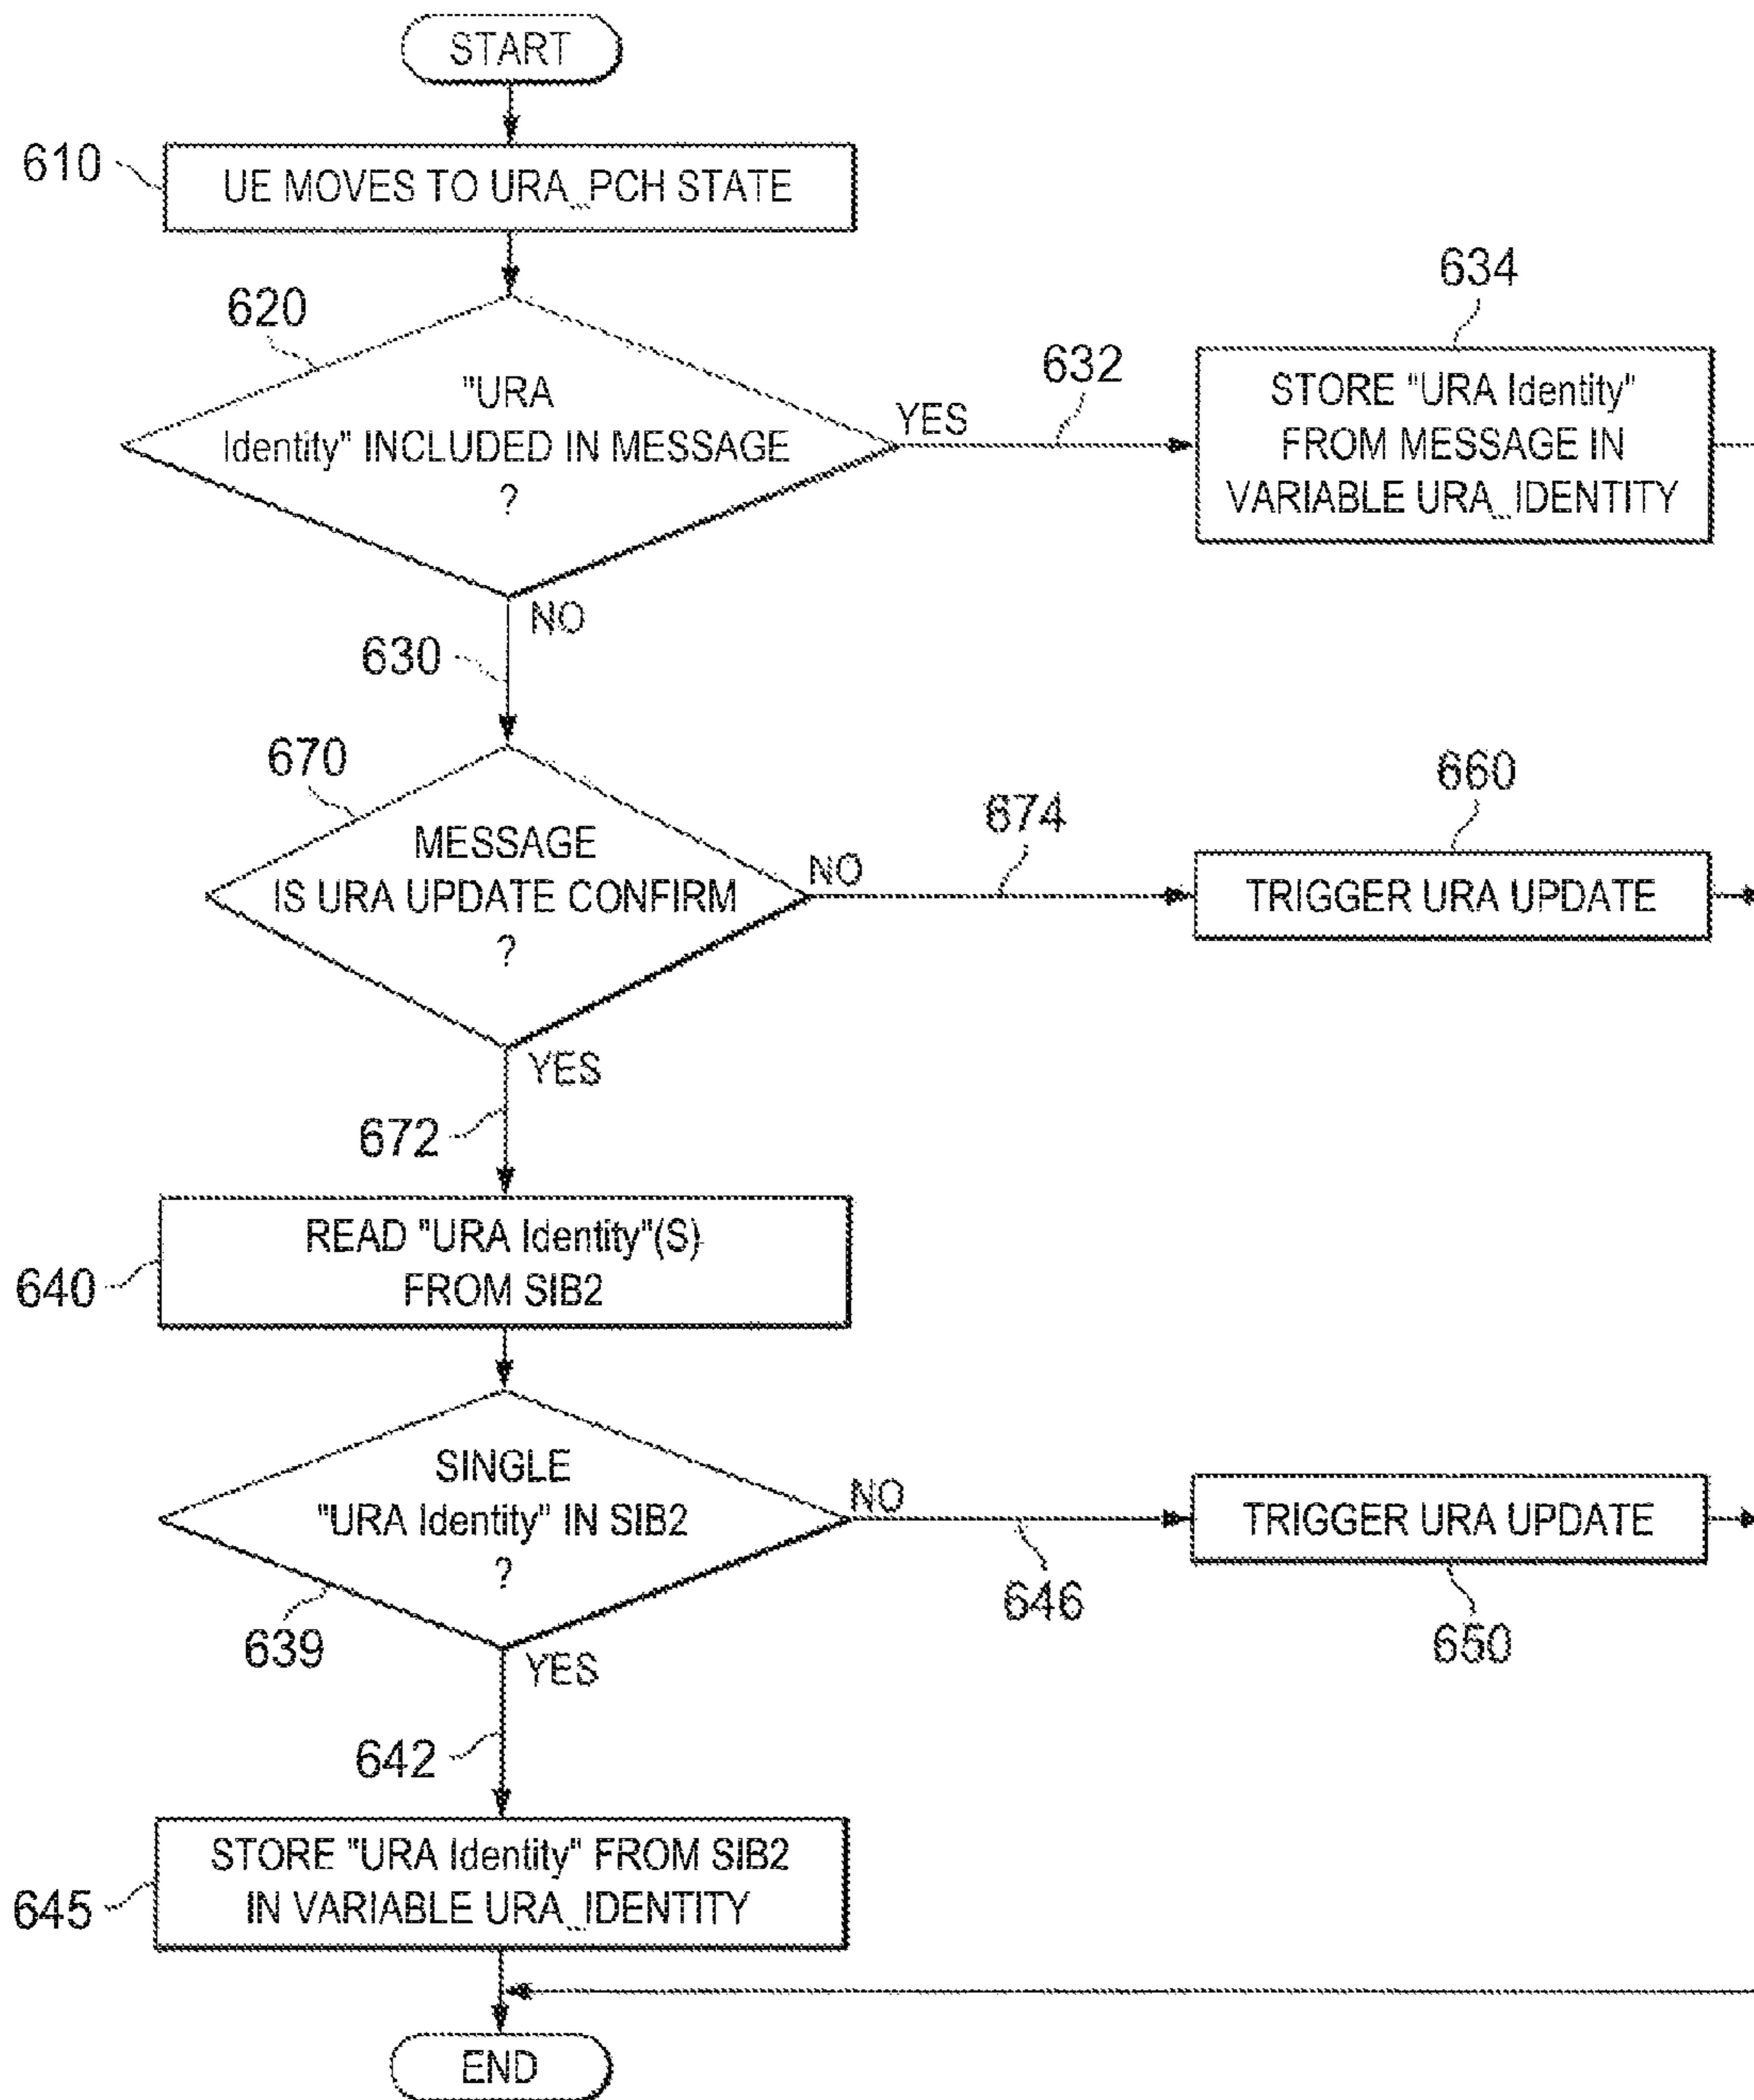 START
610
UE MOVES TO URA_PCH STATE
620
"URA
Identity" INCLUDED IN MESSAGE
?
YES
632
634
STORE "URA Identity"
FROM MESSAGE IN
VARIABLE URA_IDENTITY
NO
630
670
MESSAGE
IS URA UPDATE CONFIRM
?
NO
674
660
TRIGGER URA UPDATE
YES
672
640
READ "URA Identity"(S)
FROM SIB2
SINGLE
"URA Identity" IN SIB2
?
639
NO
646
TRIGGER URA UPDATE
650
YES
642
645
STORE "URA Identity" FROM SIB2
IN VARIABLE URA_IDENTITY
END